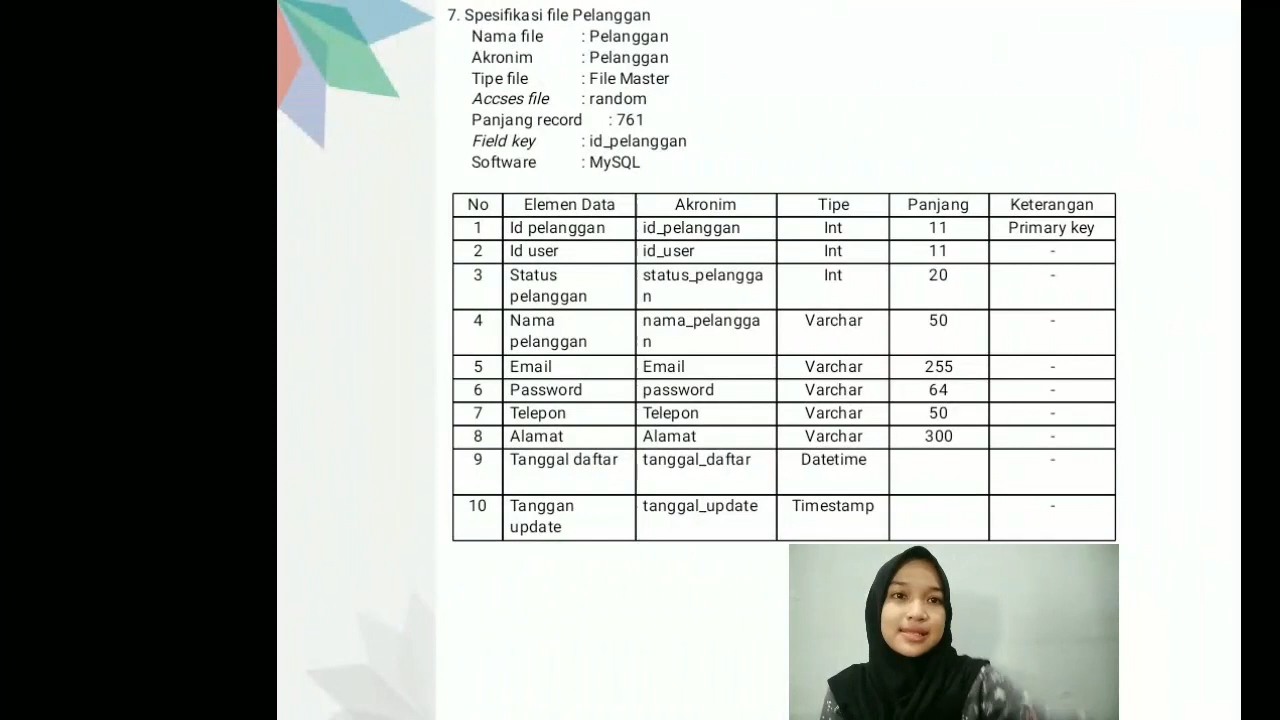 7. Spesifikasi file Pelanggan
Nama file : Pelanggan
Akronim : Pelanggan
Tipe file : File Master
Accses file : random
Panjang record : 761
Field key : id_pelanggan
Software : MySQL
No Elemen Data Akronim Tipe Panjang Keterangan
1 Id pelanggan id_pelanggan Int 11 Primary key
2 Id user id_user Int 11 -
3 Status status_pelangga Int 20 -
pelanggan n
4 Nama nama_pelangga Varchar 50 -
pelanggan n
5 Email Email Varchar 255 -
6 Password password Varchar 64 -
7 Telepon Telepon Varchar 50 -
8 Alamat Alamat Varchar 300 -
9 Tanggal daftar tanggal_daftar Datetime -
10 Tanggan tanggal_update Timestamp -
update